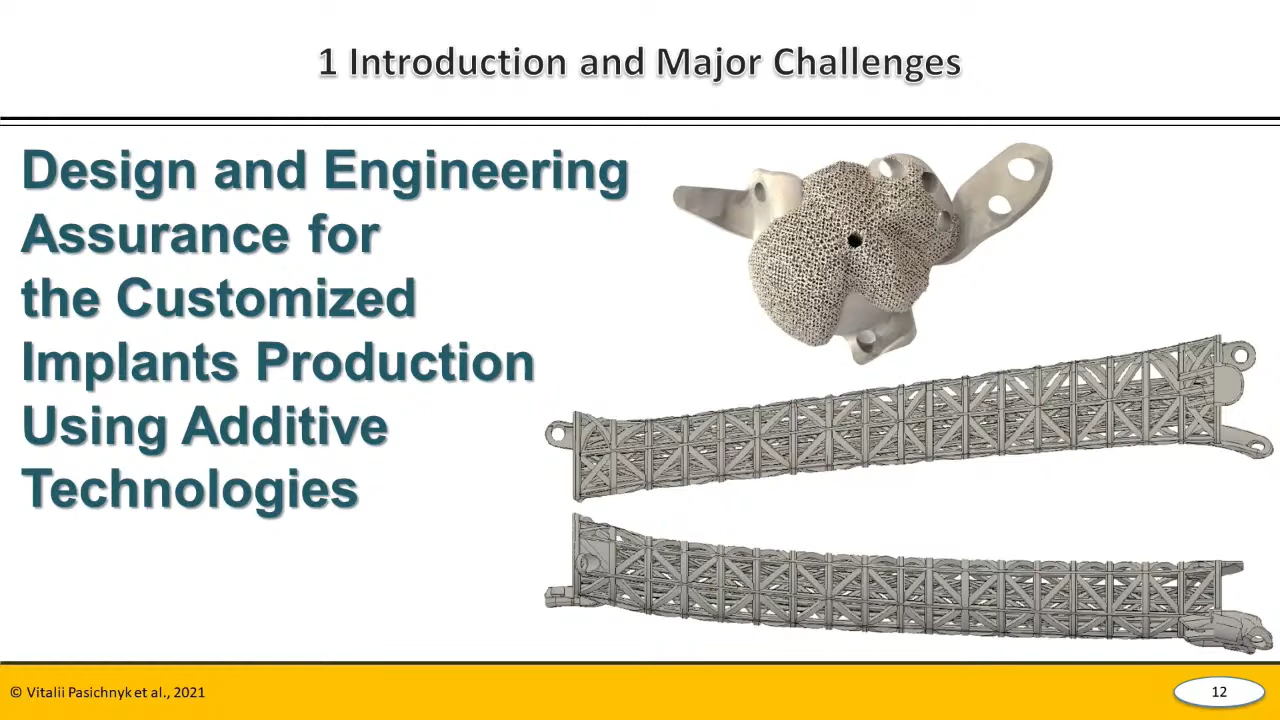 1 Introduction and Major Challenges
Design and Engineering
Assurance for
the Customized
Implants Production
Using Additive
Technologies
© Vitalii Pasichnyk et al., 2021
12